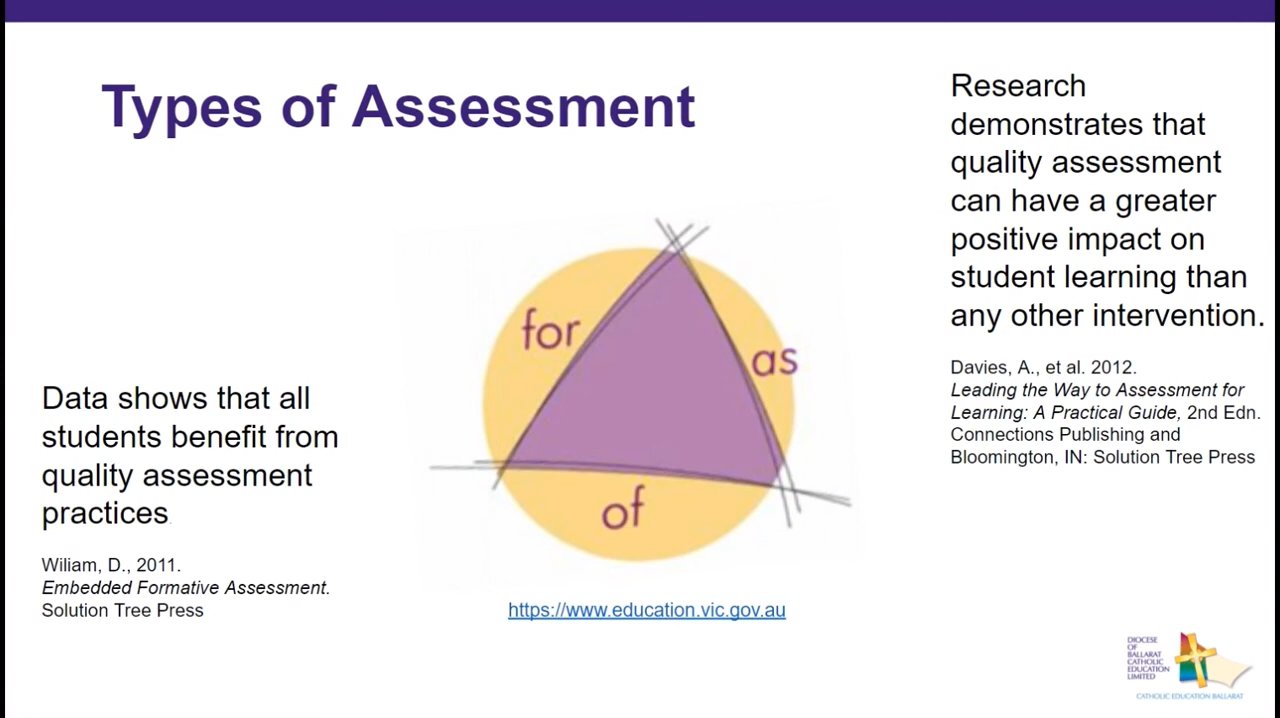 Types of Assessment
Research
demonstrates that
quality assessment
can have a greater
positive impact on
student learning than
any other intervention.
Davies, A., et al. 2012.
Leading the Way to Assessment for
Learning: A Practical Guide, 2nd Edn.
Connections Publishing and
Bloomington, IN: Solution Tree Press
for
as
of
Data shows that all
students benefit from
quality assessment
practices.
Wiliam, D., 2011.
Embedded Formative Assessment.
Solution Tree Press
https://www.education.vic.gov.au
DIOCESE
OF
BALLARAT
CATHOLIC
EDUCATION
LIMITED
CATHOLIC EDUCATION BALLARAT